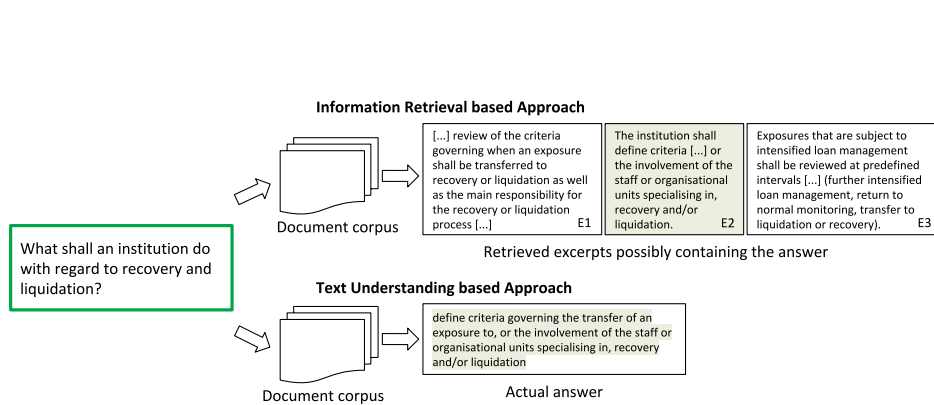 Information Retrieval based Approach
[...] review of the criteria
governing when an exposure
shall be transferred to
recovery or liquidation as well
as the main responsibility for
the recovery or liquidation
process [...]
E1
The institution shall
define criteria [...] or
the involvement of the
staff or organisational
units specialising in,
recovery and/or
liquidation.
E2
Exposures that are subject to
intensified loan management
shall be reviewed at predefined
intervals [...] (further intensified
loan management, return to
normal monitoring, transfer to
liquidation or recovery).
E3
Document corpus
Retrieved excerpts possibly containing the answer
What shall an institution do
with regard to recovery and
liquidation?
Text Understanding based Approach
define criteria governing the transfer of an
exposure to, or the involvement of the staff or
organisational units specialising in, recovery
and/or liquidation
Document corpus
Actual answer